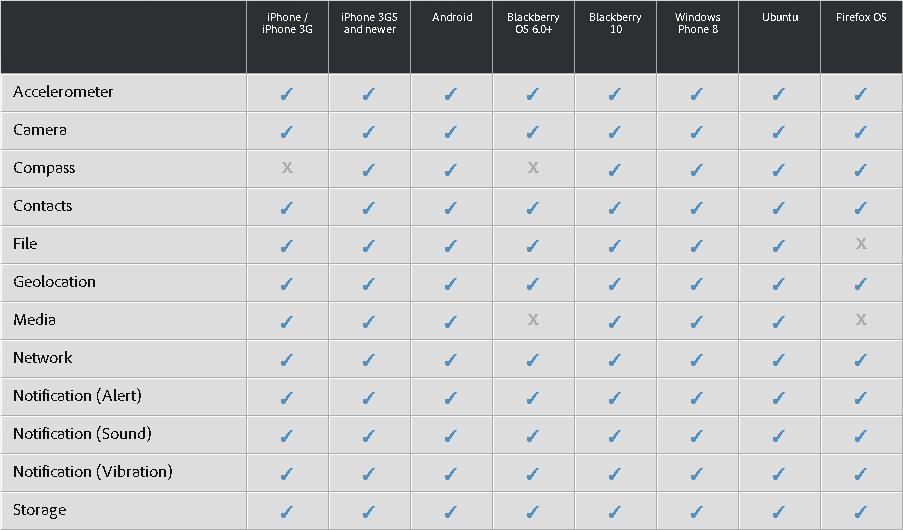 iPhone / iPhone 3GS Android Blackberry Blackberry Windows Ubuntu Firefox OS
iPhone 3G and newer OS 6.0+ 10 Phone 8
Accelerometer ✓ ✓ ✓ ✓ ✓ ✓ ✓ ✓
Camera ✓ ✓ ✓ ✓ ✓ ✓ ✓ ✓
Compass X ✓ ✓ X ✓ ✓ ✓ ✓
Contacts ✓ ✓ ✓ ✓ ✓ ✓ ✓ ✓
File ✓ ✓ ✓ ✓ ✓ ✓ ✓ X
Geolocation ✓ ✓ ✓ ✓ ✓ ✓ ✓ ✓
Media ✓ ✓ ✓ X ✓ ✓ ✓ X
Network ✓ ✓ ✓ ✓ ✓ ✓ ✓ ✓
Notification (Alert) ✓ ✓ ✓ ✓ ✓ ✓ ✓ ✓
Notification (Sound) ✓ ✓ ✓ ✓ ✓ ✓ ✓ ✓
Notification (Vibration) ✓ ✓ ✓ ✓ ✓ ✓ ✓ ✓
Storage ✓ ✓ ✓ ✓ ✓ ✓ ✓ ✓